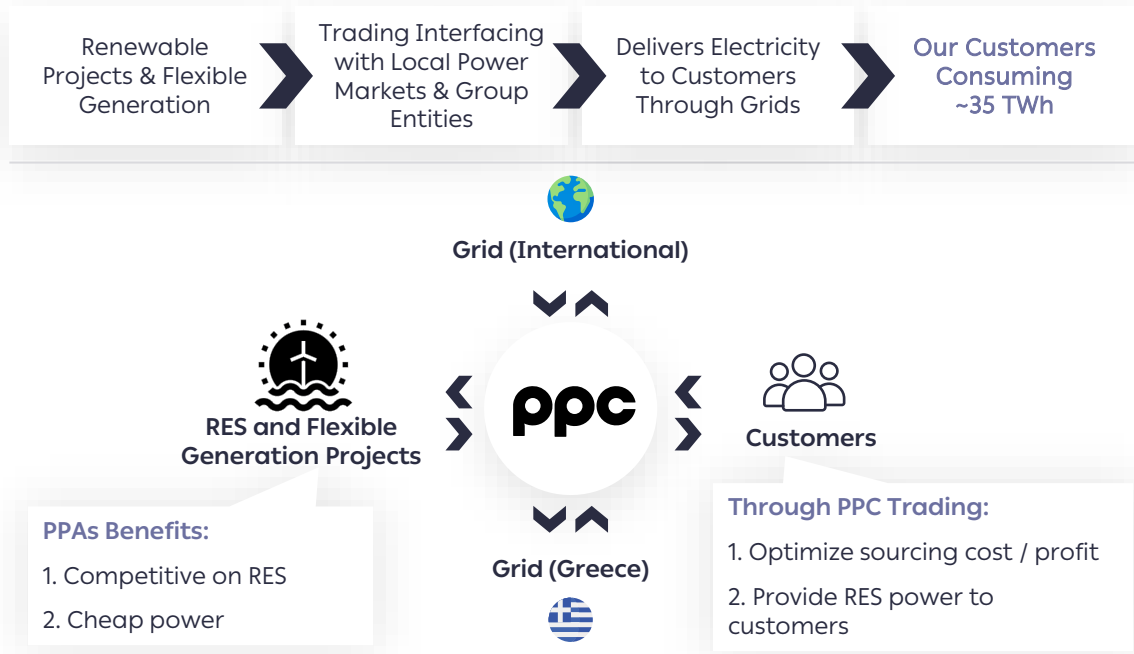 Renewable
Projects & Flexible
Generation
Trading Interfacing
with Local Power
Markets & Group
Entities
Delivers Electricity
to Customers
Through Grids
Our Customers
Consuming
~35 TWh
Grid (International)
RES and Flexible
Generation Projects
ppc
Customers
PPAs Benefits:
1. Competitive on RES
2. Cheap power
Grid (Greece)
Through PPC Trading:
1. Optimize sourcing cost / profit
2. Provide RES power to
customers